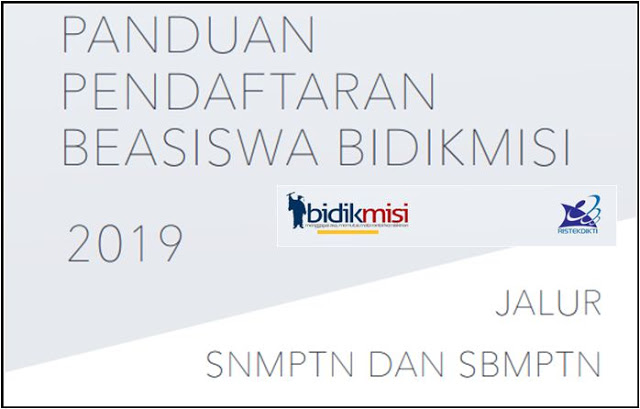 PANDUAN
PENDAFTARAN
BEASISWA BIDIKMISI
2019
bidikmisi
RISTEKDIKTI
JALUR
SNMPTN DAN SBMPTN